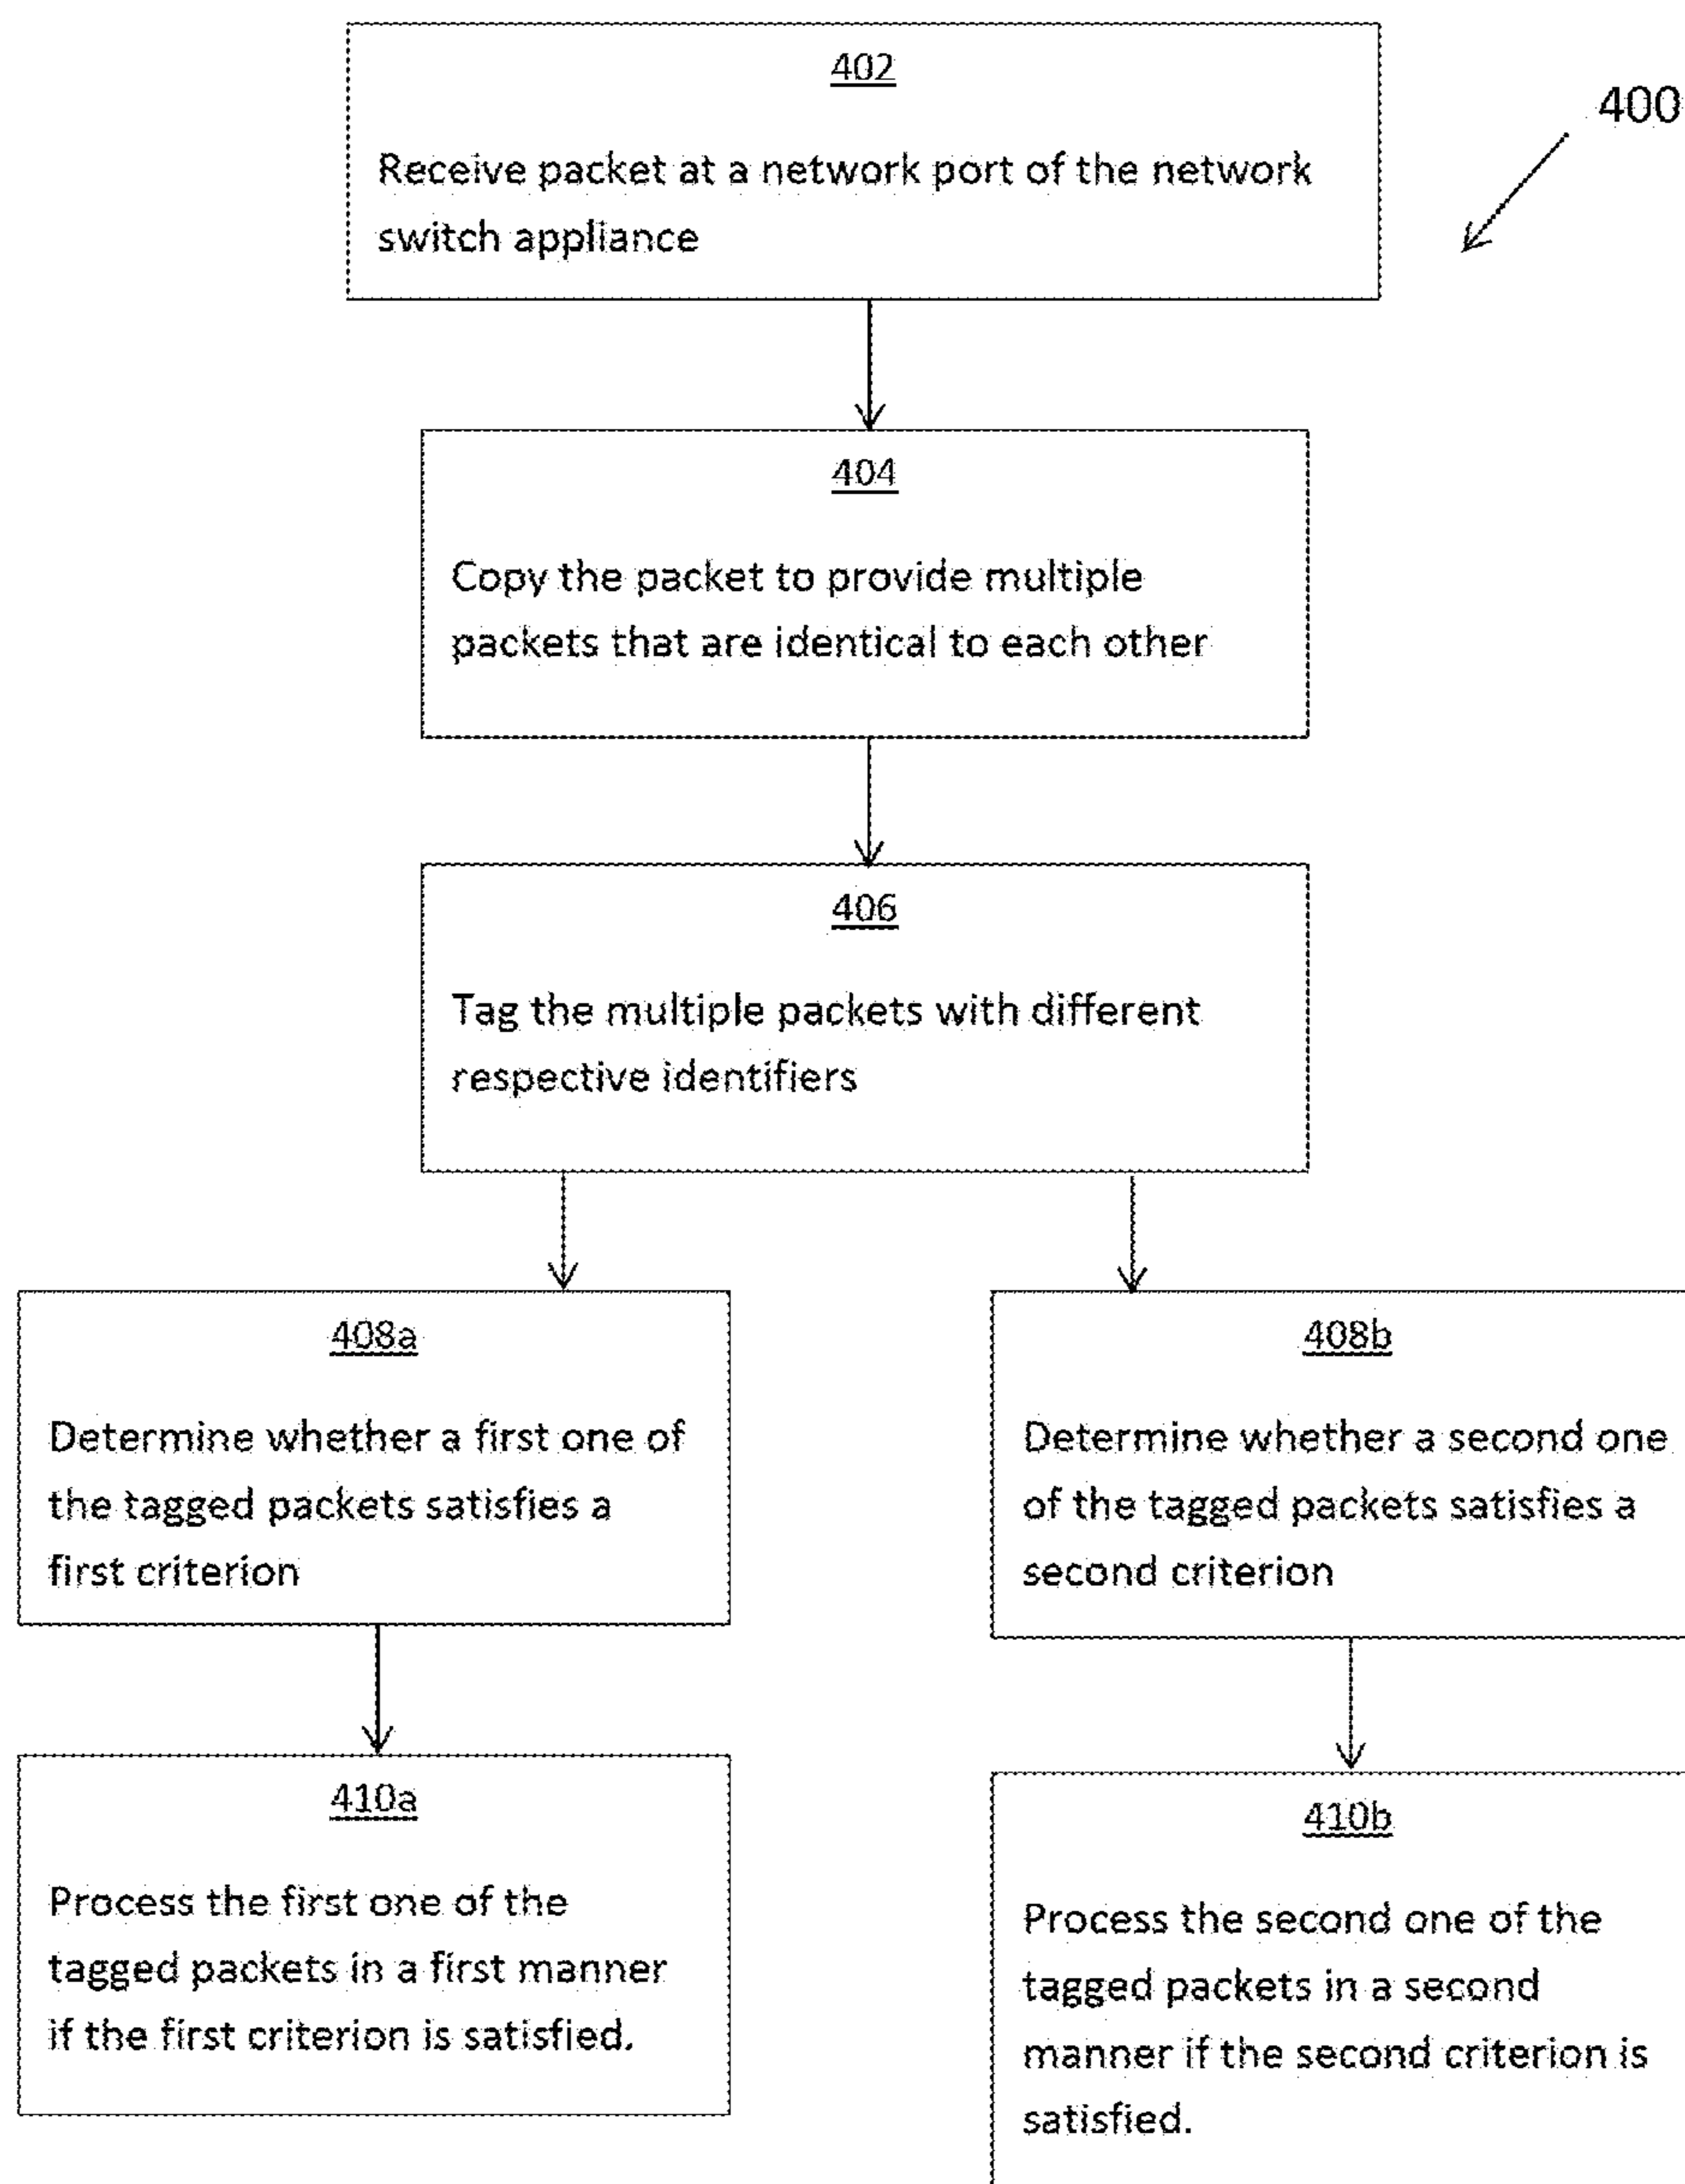 402
Receive packet at a network port of the network
switch appliance
400
404
Copy the packet to provide multiple
packets that are identical to each other
406
Tag the multiple packets with different
respective identifiers
408a
Determine whether a first one of
the tagged packets satisfies a
first criterion
408b
Determine whether a second one
of the tagged packets satisfies a
second criterion
410a
Process the first one of the
tagged packets in a first manner
if the first criterion is satisfied.
410b
Process the second one of the
tagged packets in a second
manner if the second criterion is
satisfied.